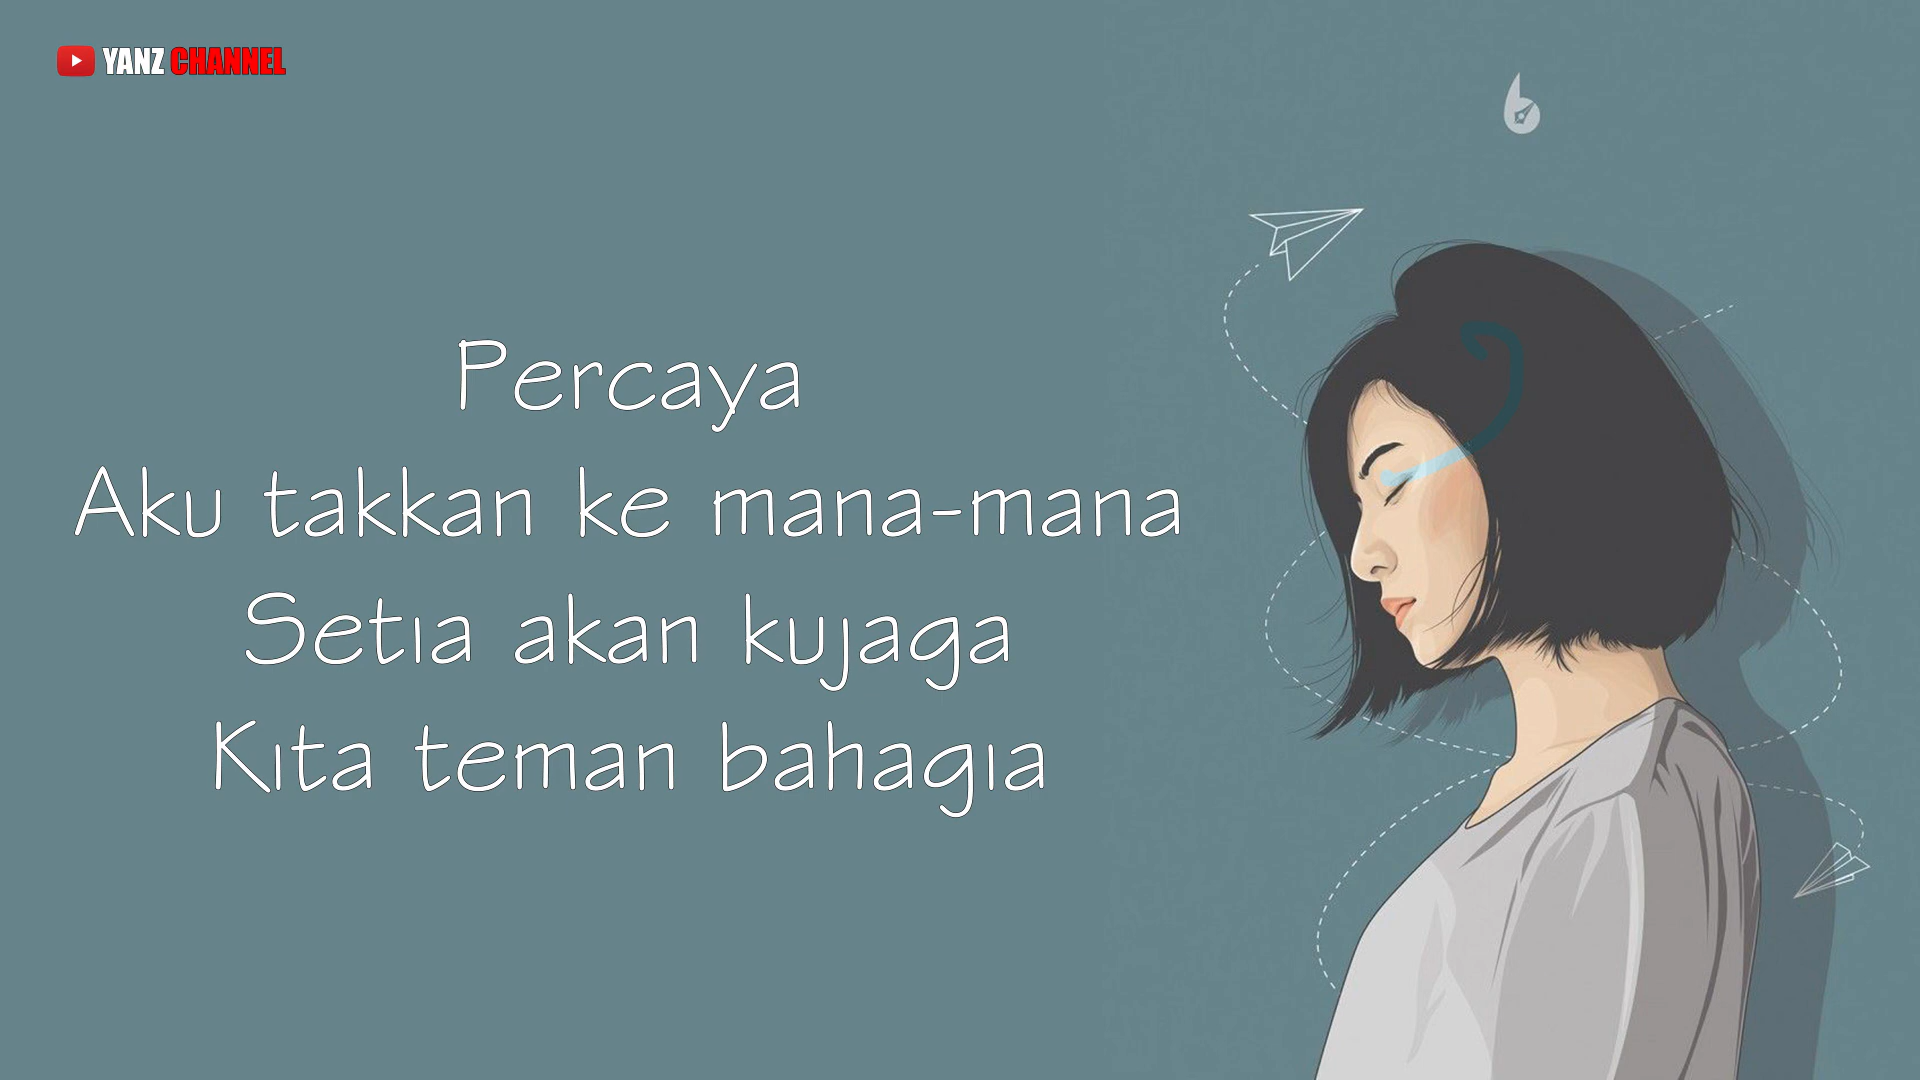 YANZ CHANNEL
Percaya
Aku takkan ke mana-mana
Setia akan kujaga
Kita teman bahagia